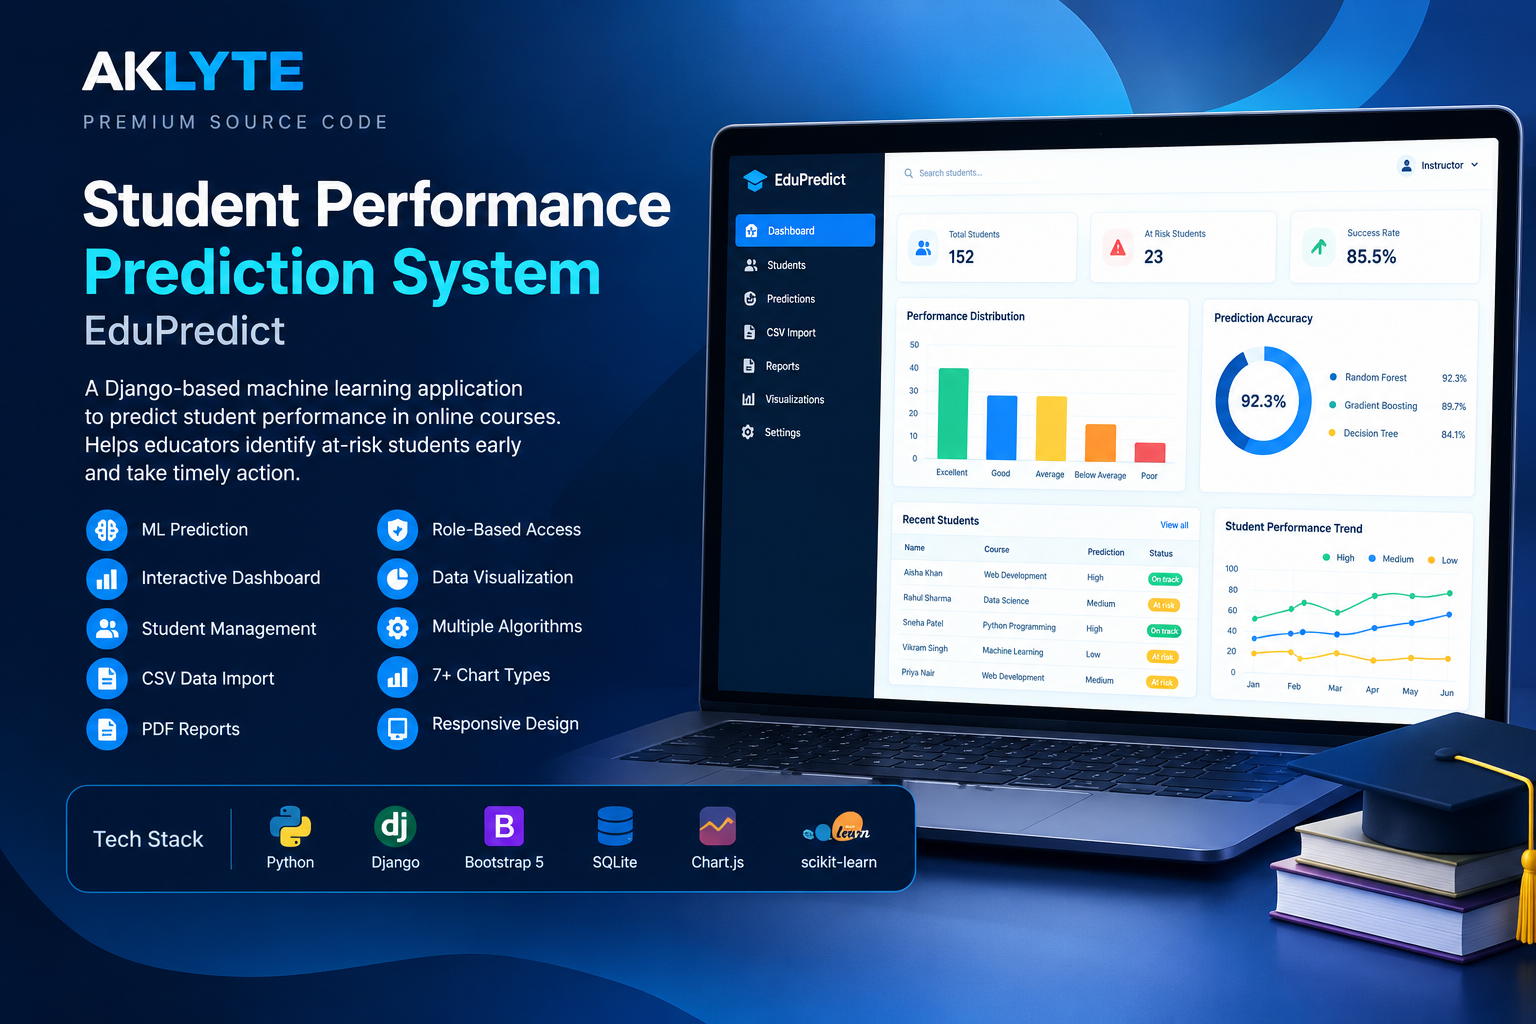 AKLYTE
PREMIUM SOURCE CODE
Student Performance
Prediction System
EduPredict
A Django-based machine learning application
to predict student performance in online courses.
Helps educators identify at-risk students early
and take timely action.
ML Prediction
Interactive Dashboard
Student Management
CSV Data Import
PDF Reports
Role-Based Access
Data Visualization
Multiple Algorithms
7+ Chart Types
Responsive Design
Tech Stack
Python
dj
Django
B
Bootstrap 5
SQLite
Chart.js
learn
scikit-learn
EduPredict
Dashboard
Students
Predictions
CSV Import
Reports
Visualizations
Settings
Search students...
Instructor
Total Students
152
At Risk Students
23
Success Rate
85.5%
Performance Distribution
50
40
30
20
10
0
Excellent Good Average Below Average Poor
Prediction Accuracy
92.3%
Random Forest 92.3%
Gradient Boosting 89.7%
Decision Tree 84.1%
Recent Students View all
Name Course Prediction Status
Aisha Khan Web Development High On track
Rahul Sharma Data Science Medium At risk
Sneha Patel Python Programming High On track
Vikram Singh Machine Learning Low At risk
Priya Nair Web Development Medium At risk
Student Performance Trend
High Medium Low
100
80
60
40
20
0
Jan Feb Mar Apr May Jun